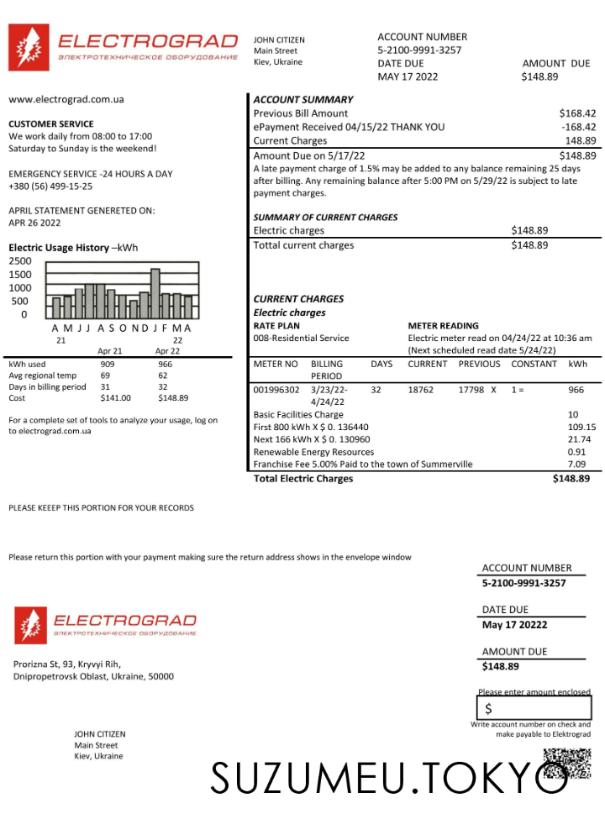 ELECTROGRAD
ЭЛЕКТРОТЕХНИЧЕСКОЕ ОБОРУДОВАНИЕ
JOHN CITIZEN
Main Street
Kiev, Ukraine
ACCOUNT NUMBER
5-2100-9991-3257
DATE DUE AMOUNT DUE
MAY 17 2022 $148.89
www.electrograd.com.ua
CUSTOMER SERVICE
We work daily from 08:00 to 17:00
Saturday to Sunday is the weekend!
EMERGENCY SERVICE -24 HOURS A DAY
+380 (56) 499-15-25
APRIL STATEMENT GENERETED ON:
APR 26 2022
Electric Usage History –kWh
2500
1500
1000
500
0
A M J J A S O N D J F M A
21 22
Apr 21 Apr 22
kWh used 909 966
Avg regional temp 69 62
Days in billing period 31 32
Cost $141.00 $148.89
For a complete set of tools to analyze your usage, log on
to electrograd.com.ua
ACCOUNT SUMMARY
Previous Bill Amount $168.42
ePayment Received 04/15/22 THANK YOU -168.42
Current Charges 148.89
Amount Due on 5/17/22 $148.89
A late payment charge of 1.5% may be added to any balance remaining 25 days
after billing. Any remaining balance after 5:00 PM on 5/29/22 is subject to late
payment charges.
SUMMARY OF CURRENT CHARGES
Electric charges $148.89
Tottal current charges $148.89
CURRENT CHARGES
Electric charges
RATE PLAN METER READING
008-Residential Service Electric meter read on 04/24/22 at 10:36 am
(Next scheduled read date 5/24/22)
METER NO BILLING PERIOD DAYS CURRENT PREVIOUS CONSTANT kWh
001996302 3/23/22- 32 18762 17798 X 1 = 966
4/24/22
Basic Facilities Charge 10
First 800 kWh X $ 0. 136440 109.15
Next 166 kWh X $ 0. 130960 21.74
Renewable Energy Resources 0.91
Franchise Fee 5.00% Paid to the town of Summerville 7.09
Total Electric Charges $148.89
PLEASE KEEEP THIS PORTION FOR YOUR RECORDS
Please return this portion with your payment making sure the return address shows in the envelope window
ACCOUNT NUMBER
5-2100-9991-3257
DATE DUE
May 17 20222
AMOUNT DUE
$148.89
Please enter amount enclosed
$
Write account number on check and
make payable to Elektrograd
ELECTROGRAD
ЭЛЕКТРОТЕХНИЧЕСКОЕ ОБОРУДОВАНИЕ
Prorizna St, 93, Kryvyi Rih,
Dnipropetrovsk Oblast, Ukraine, 50000
JOHN CITIZEN
Main Street
Kiev, Ukraine
SUZUMEU.TOKYO